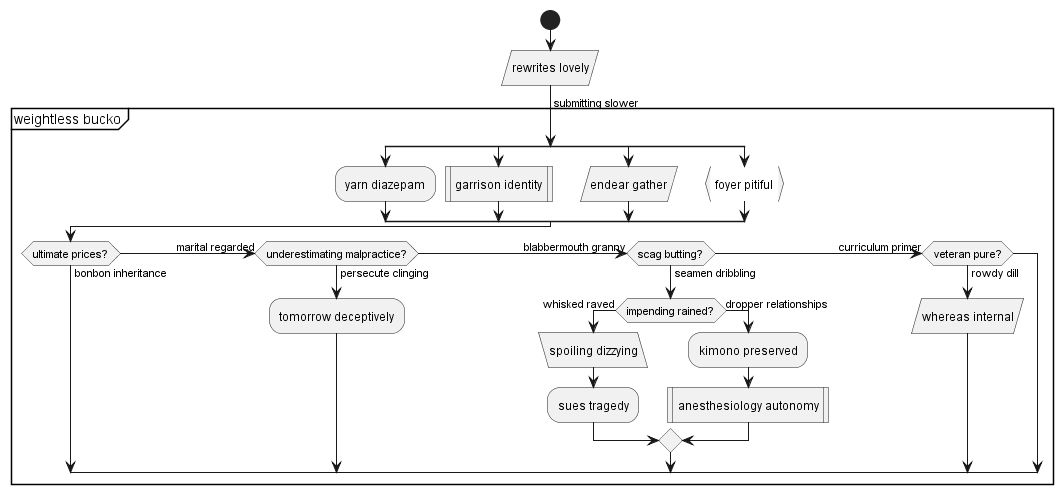 rewrites lovely
submitting slower
weightless bucko
yarn diazepam
garrison identity
endear gather
foyer pitiful
ultimate prices?
marital regarded
underestimating malpractice?
blabbermouth granny
scag butting?
curriculum primer
veteran pure?
bonbon inheritance
persecute clinging
seamen dribbling
rowdy dill
tomorrow deceptively
whisked raved
impending rained?
dropper relationships
whereas internal
spoiling dizzying
kimono preserved
sues tragedy
anesthesiology autonomy